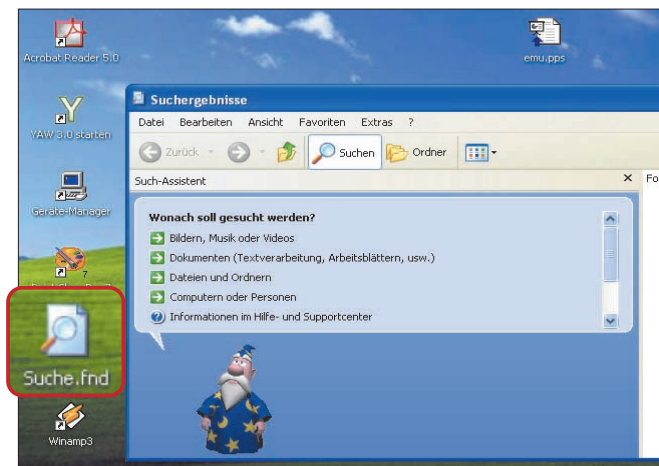 Acrobat Reader 5.0
emu.pps
YAW 3.0 starten
Geräte-Manager
Suche.fnd
Winamp3
Suchergebnisse
Datei Bearbeiten Ansicht Favoriten Extras ?
Zurück Suchen Ordner
Such-Assistent × Fo
Wonach soll gesucht werden?
Bildern, Musik oder Videos
Dokumenten (Textverarbeitung, Arbeitsblättern, usw.)
Dateien und Ordnern
Computern oder Personen
Informationen im Hilfe- und Supportcenter